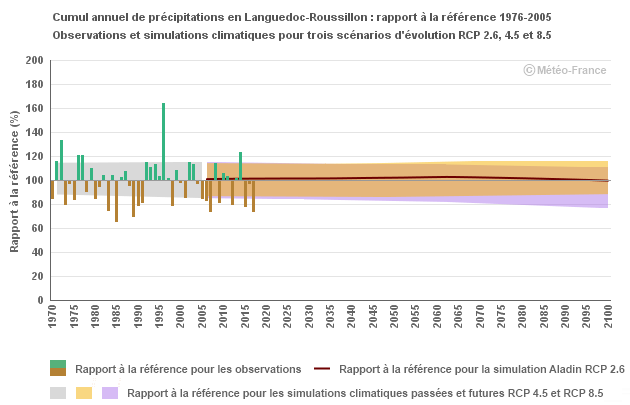 Cumul annuel de précipitations en Languedoc-Roussillon : rapport à la référence 1976-2005
Observations et simulations climatiques pour trois scénarios d'évolution RCP 2.6, 4.5 et 8.5
© Météo-France
Rapport à la référence (%)
200
180
160
140
120
100
80
60
40
20
0
1970 1975 1980 1985 1990 1995 2000 2005 2010 2015 2020 2025 2030 2035 2040 2045 2050 2055 2060 2065 2070 2075 2080 2085 2090 2095 2100
Rapport à la référence pour les observations
Rapport à la référence pour la simulation Aladin RCP 2.6
Rapport à la référence pour les simulations climatiques passées et futures RCP 4.5 et RCP 8.5